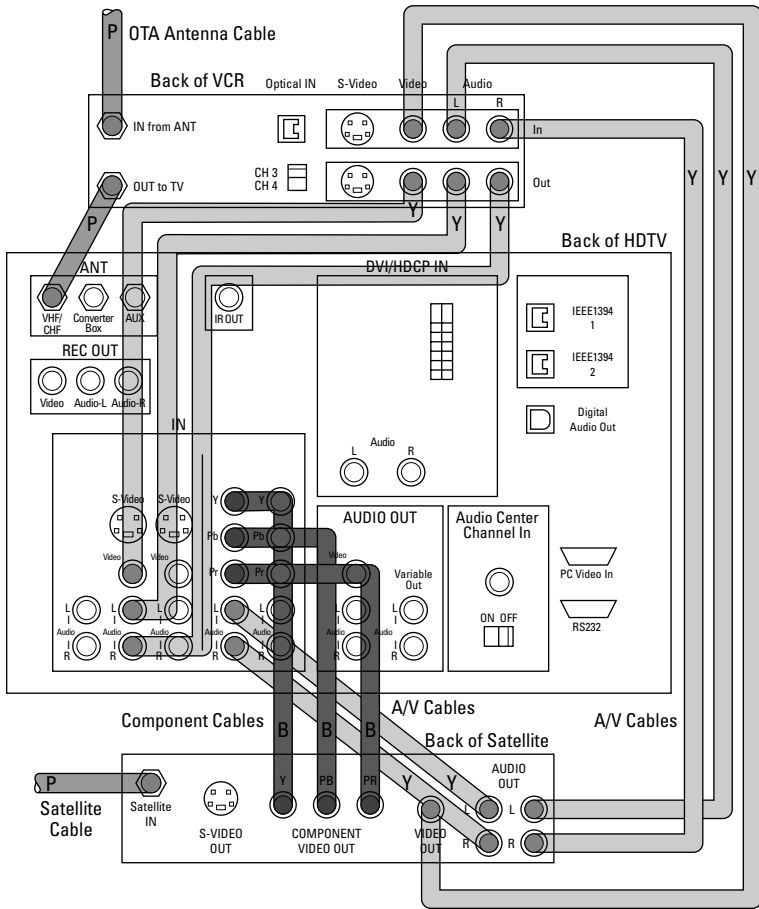 P
OTA Antenna Cable
Back of VCR
Optical IN
S-Video
Video
Audio
L
R
IN from ANT
In
CH 3
CH 4
OUT to TV
Out
P
Y
Y
Y
Y
Y
Y
Back of HDTV
ANT
VHF/
CHF
Converter
Box
AUX
IR OUT
DVI/HDCP IN
IEEE1394
1
IEEE1394
2
REC OUT
Video
Audio-L
Audio-R
Digital
Audio Out
Audio
L
R
IN
S-Video
S-Video
Y
Y
Pb
Pb
Pr
Pr
Video
Video
AUDIO OUT
Video
Variable
Out
Audio Center
Channel In
ON OFF
PC Video In
RS232
L
I
Audio
I
R
L
I
Audio
I
R
L
I
Audio
I
R
L
I
Audio
I
R
L
I
Audio
I
R
L
I
Audio
I
R
Component Cables
B
B
B
A/V Cables
A/V Cables
Back of Satellite
P
Satellite
Cable
Satellite
IN
S-VIDEO
OUT
Y
PB
PR
COMPONENT
VIDEO OUT
Y
Y
VIDEO
OUT
AUDIO
OUT
L
L
R
R